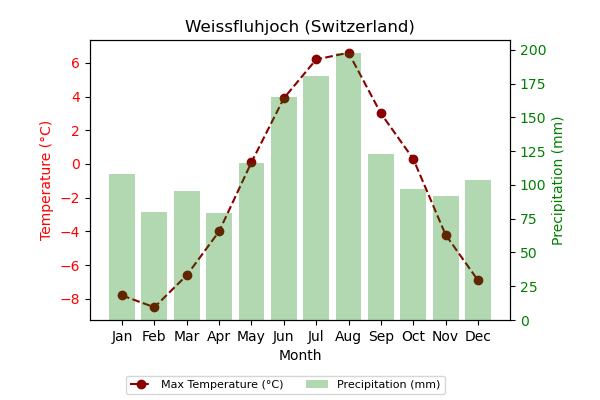 Weissfluhjoch (Switzerland)
Temperature (°C)
6
4
2
0
−2
−4
−6
−8
200
175
150
125
100
75
50
25
0
Precipitation (mm)
Jan Feb Mar Apr May Jun Jul Aug Sep Oct Nov Dec
Month
Max Temperature (°C) Precipitation (mm)